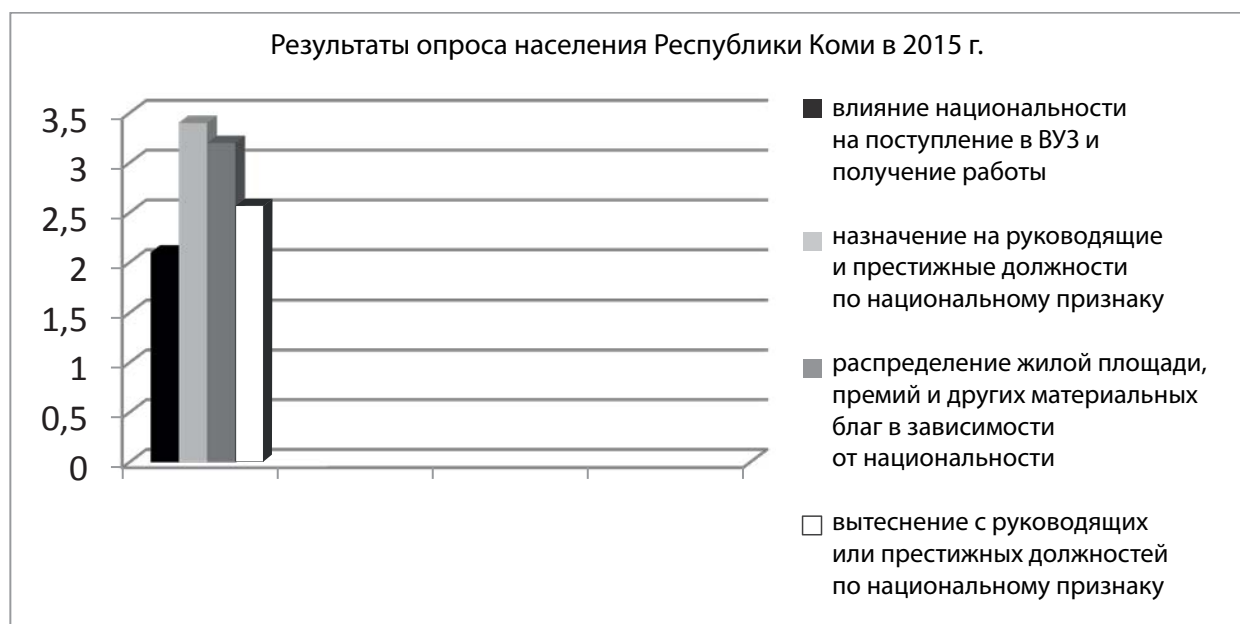 Результаты опроса населения Республики Коми в 2015 г.
3,5
3
2,5
2
1,5
1
0,5
0
влияние национальности
на поступление в ВУЗ и
получение работы
назначение на руководящие
и престижные должности
по национальному признаку
распределение жилой площади,
премий и других материальных
благ в зависимости
от национальности
вытеснение с руководящих
или престижных должностей
по национальному признаку